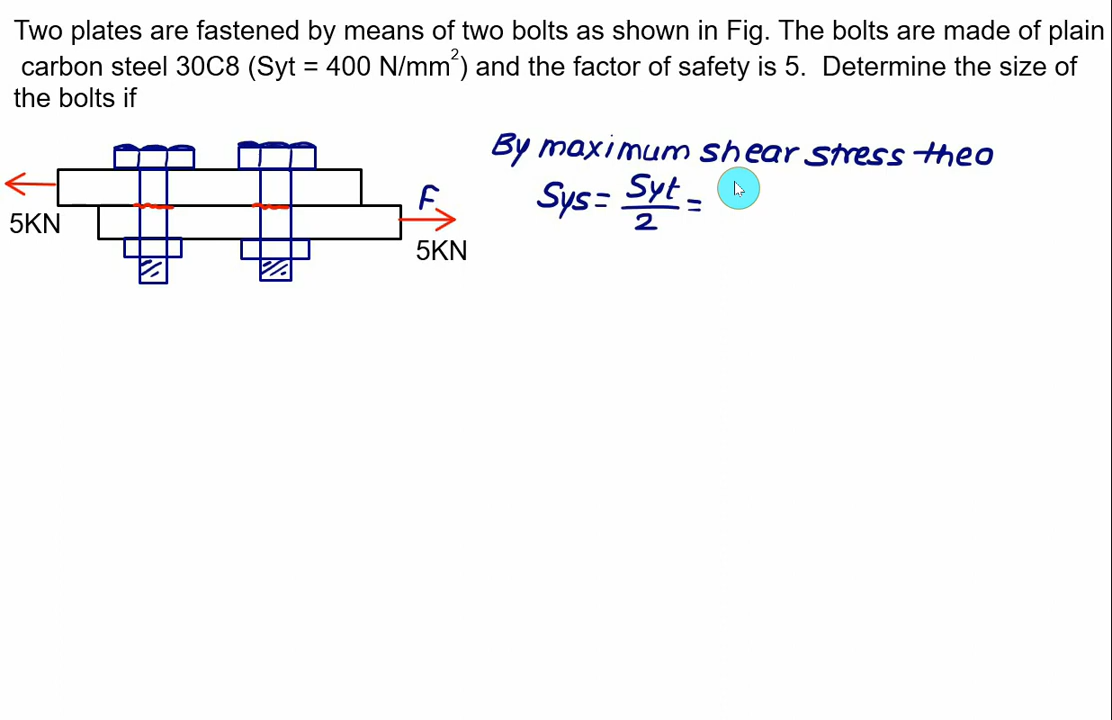 Two plates are fastened by means of two bolts as shown in Fig. The bolts are made of plain
carbon steel 30C8 (Syt = 400 N/mm²) and the factor of safety is 5. Determine the size of
the bolts if
By maximum shear stress theo
Sys = Syt/2 =
5KN
F
5KN